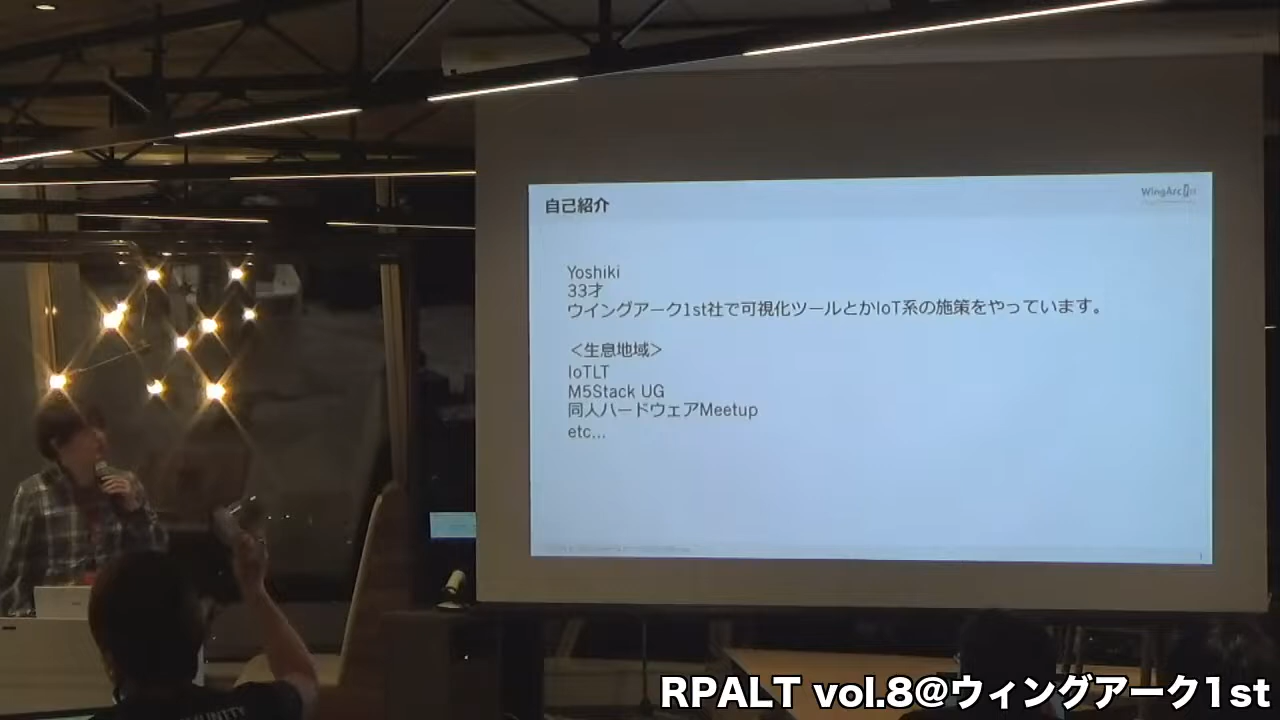 自己紹介
WingArc 1st
Yoshiki
33才
ウイングアーク1st社で可視化ツールとかIoT系の施策をやっています。
＜生息地域＞
IoTLT
M5Stack UG
同人ハードウェアMeetup
etc...
1
RPALT vol.8@ウィングアーク1st